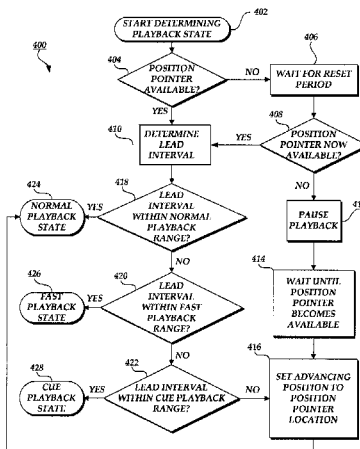 402
START DETERMINING
PLAYBACK STATE
400
404
POSITION
POINTER
AVAILABLE?
NO
YES
406
WAIT FOR RESET
PERIOD
408
POSITION
POINTER NOW
AVAILABLE?
YES
NO
410
DETERMINE
LEAD
INTERVAL
PAUSE
PLAYBACK
414
WAIT UNTIL
POSITION
POINTER
BECOMES
AVAILABLE
416
SET ADVANCING
POSITION TO
POSITION
POINTER
LOCATION
418
LEAD
INTERVAL
WITHIN NORMAL
PLAYBACK
RANGE?
YES
NO
424
NORMAL
PLAYBACK
STATE
420
LEAD
INTERVAL
WITHIN FAST
PLAYBACK
RANGE?
YES
NO
426
FAST
PLAYBACK
STATE
422
LEAD INTERVAL
WITHIN CUE PLAYBACK
RANGE?
YES
NO
428
CUE
PLAYBACK
STATE